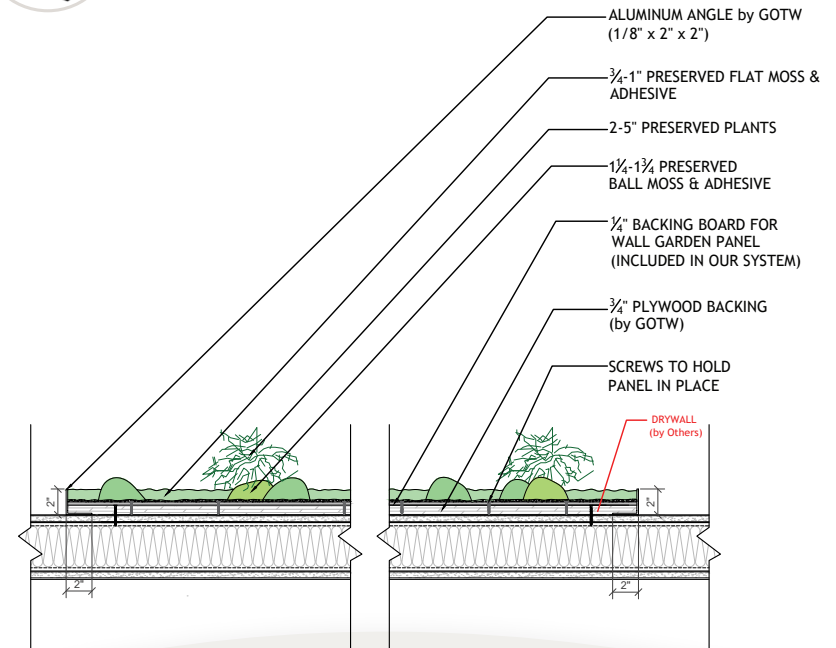 ALUMINUM ANGLE by GOTW
(1/8" x 2" x 2")
¾-1" PRESERVED FLAT MOSS &
ADHESIVE
2-5" PRESERVED PLANTS
1¼-1¾ PRESERVED
BALL MOSS & ADHESIVE
¼" BACKING BOARD FOR
WALL GARDEN PANEL
(INCLUDED IN OUR SYSTEM)
¾" PLYWOOD BACKING
(by GOTW)
SCREWS TO HOLD
PANEL IN PLACE
DRYWALL
(by Others)
2"
2"
2"
2"